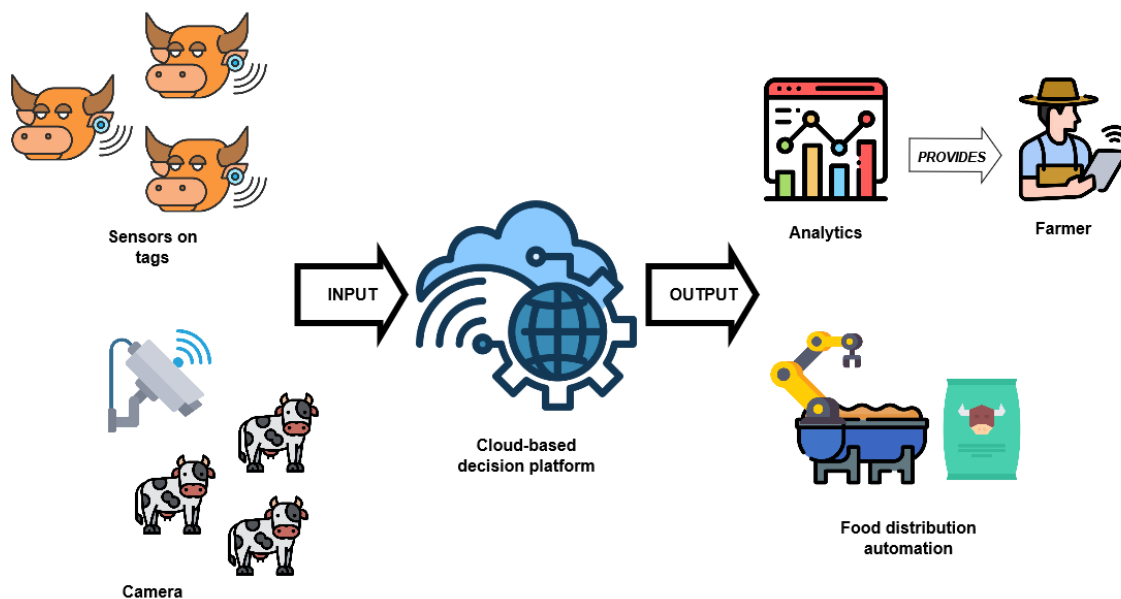 Sensors on
tags
Camera
INPUT
Cloud-based
decision platform
OUTPUT
Analytics
PROVIDES
Farmer
Food distribution
automation